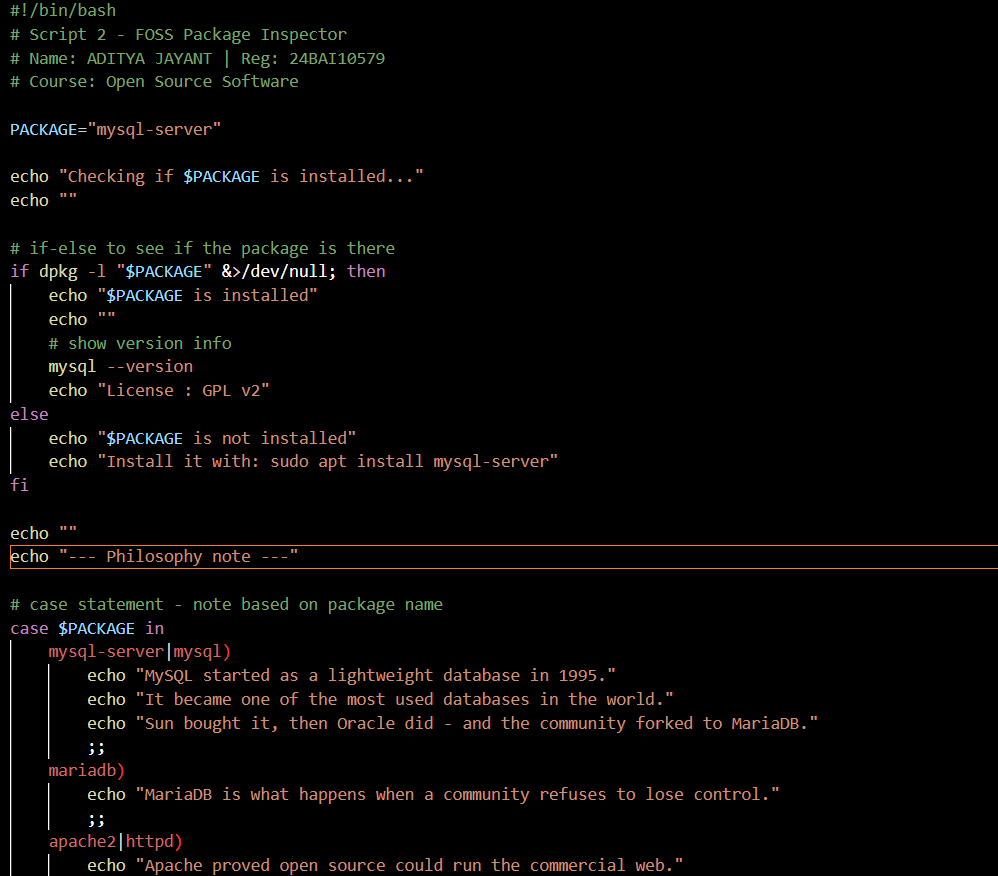 #!/bin/bash
# Script 2 - FOSS Package Inspector
# Name: ADITYA JAYANT | Reg: 24BAI10579
# Course: Open Source Software

PACKAGE="mysql-server"

echo "Checking if $PACKAGE is installed..."
echo ""

# if-else to see if the package is there
if dpkg -l "$PACKAGE" &>/dev/null; then
    echo "$PACKAGE is installed"
    echo ""
    # show version info
    mysql --version
    echo "License : GPL v2"
else
    echo "$PACKAGE is not installed"
    echo "Install it with: sudo apt install mysql-server"
fi

echo ""
echo "--- Philosophy note ---"

# case statement - note based on package name
case $PACKAGE in
    mysql-server|mysql)
        echo "MySQL started as a lightweight database in 1995."
        echo "It became one of the most used databases in the world."
        echo "Sun bought it, then Oracle did - and the community forked to MariaDB."
        ;;
    mariadb)
        echo "MariaDB is what happens when a community refuses to lose control."
        ;;
    apache2|httpd)
        echo "Apache proved open source could run the commercial web."